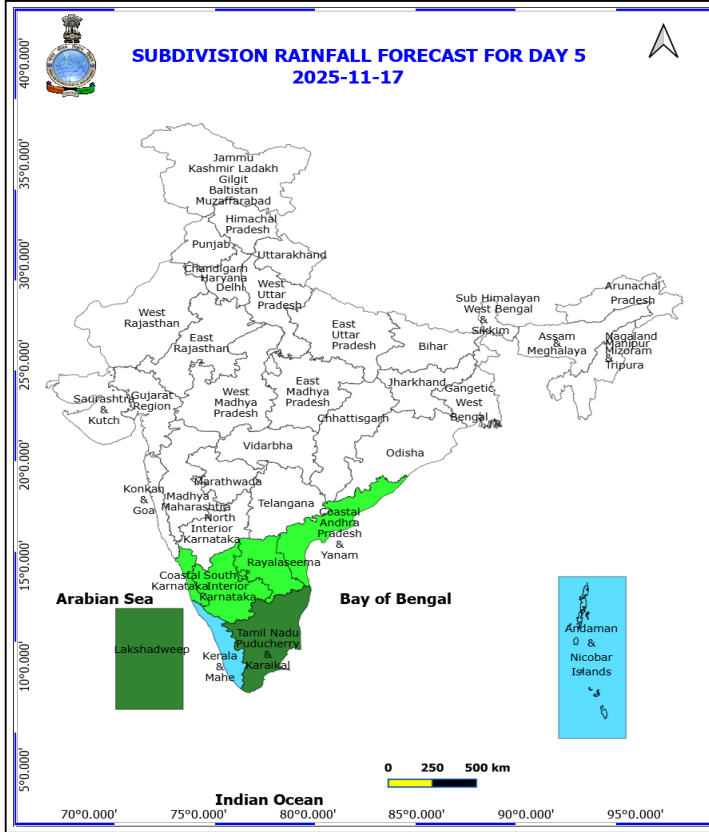 SUBDIVISION RAINFALL FORECAST FOR DAY 5
2025-11-17
40°0.000'
35°0.000'
30°0.000'
25°0.000'
20°0.000'
15°0.000'
10°0.000'
5°0.000'
Jammu
Kashmir Ladakh
Gilgit
Baltistan
Muzaffarabad
Himachal
Pradesh
Punjab
Uttarakhand
Chandigarh
Haryana
Delhi
West
Uttar
Pradesh
Arunachal
Pradesh
West
Rajasthan
Sub Himalayan
West Bengal
&
Sikkim
East
Rajasthan
East
Uttar
Pradesh
Bihar
Assam
&
Meghalaya
Nagaland
Manipur
Mizoram
&
Tripura
Saurashtra
&
Kutch
Gujarat
Region
West
Madhya
Pradesh
East
Madhya
Pradesh
Jharkhand
Gangetic
West
Bengal
Chhattisgarh
Vidarbha
Odisha
Konkan
&
Goa
Marathwada
Madhya
Maharashtra
Telangana
North
Interior
Karnataka
Coastal
Andhra
Pradesh
&
Yanam
Rayalaseema
Coastal
Karnataka
South
Interior
Karnataka
Arabian Sea
Bay of Bengal
Lakshadweep
Kerala
&
Mahe
Tamil Nadu
Puducherry
&
Karaikal
Andaman
&
Nicobar
Islands
0 250 500 km
Indian Ocean
70°0.000' 75°0.000' 80°0.000' 85°0.000' 90°0.000' 95°0.000'